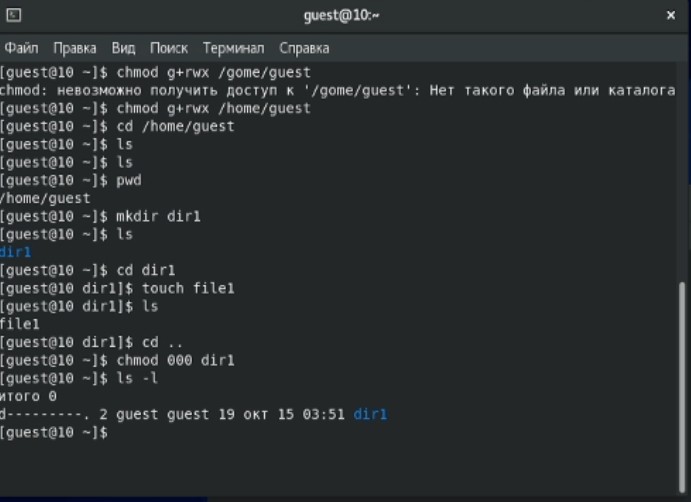 guest@10:~ ×
Файл Правка Вид Поиск Терминал Справка
[guest@10 ~]$ chmod g+rwx /gome/guest
chmod: невозможно получить доступ к '/gome/guest': Нет такого файла или каталога
[guest@10 ~]$ chmod g+rwx /home/guest
[guest@10 ~]$ cd /home/guest
[guest@10 ~]$ ls
[guest@10 ~]$ ls
[guest@10 ~]$ pwd
/home/guest
[guest@10 ~]$ mkdir dir1
[guest@10 ~]$ ls
dir1
[guest@10 ~]$ cd dir1
[guest@10 dir1]$ touch file1
[guest@10 dir1]$ ls
file1
[guest@10 dir1]$ cd ..
[guest@10 ~]$ chmod 000 dir1
[guest@10 ~]$ ls -l
итого 0
d---------. 2 guest guest 19 окт 15 03:51 dir1
[guest@10 ~]$